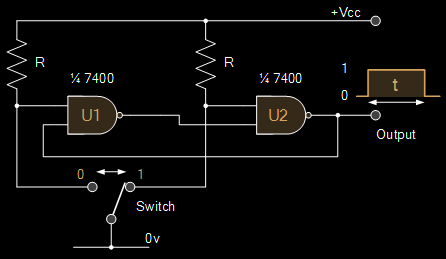 +Vcc
R
R
¼ 7400
¼ 7400
1
U1
U2
t
0
Output
0
1
Switch
0v